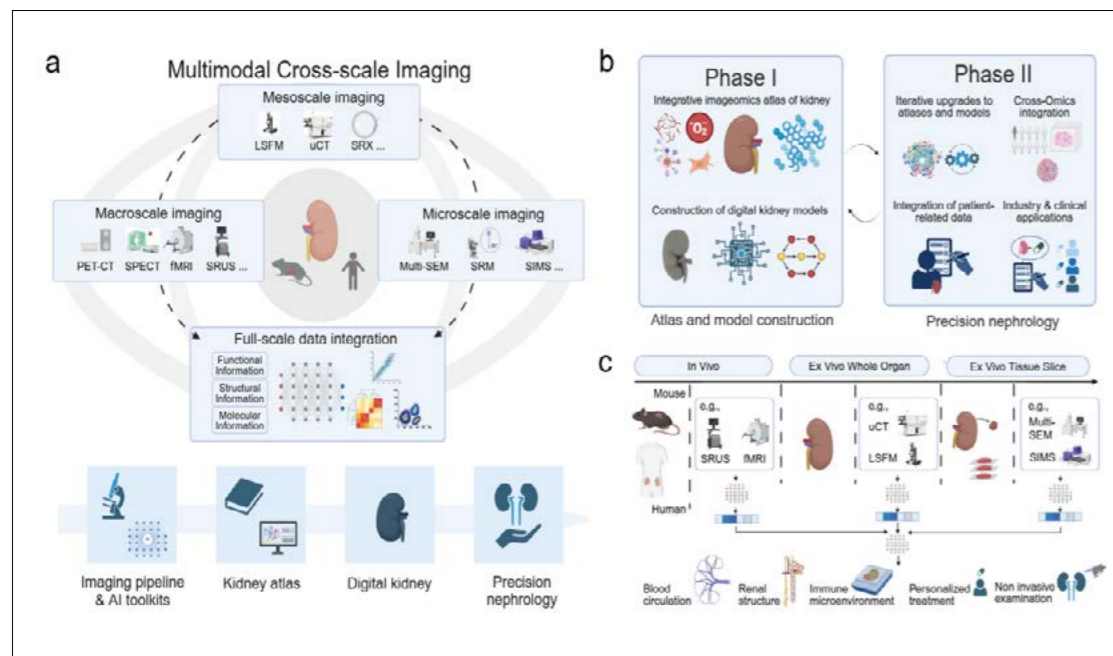 a
Multimodal Cross-scale Imaging
Mesoscale imaging
LSFM uCT SRX ...
Macroscale imaging
PET-CT SPECT fMRI SRUS ...
Microscale imaging
Multi-SEM SRM SIMS ...
Full-scale data integration
Functional
Information
Structural
Information
Molecular
Information
Imaging pipeline
& AI toolkits
Kidney atlas
Digital kidney
Precision
nephrology
b
Phase I
Integrative imageomics atlas of kidney
O₂
Construction of digital kidney models
Atlas and model construction
Phase II
Iterative upgrades to
atlases and models
Cross-Omics
integration
Integration of patient-
related data
Industry & clinical
applications
Precision nephrology
c
In Vivo
Ex Vivo Whole Organ
Ex Vivo Tissue Slice
Mouse
Human
e.g.,
SRUS fMRI
e.g.,
uCT
LSFM
e.g.,
Multi-
SEM
SIMS
Blood
circulation
Renal
structure
Immune
microenvironment
Personalized
treatment
Non invasive
examination